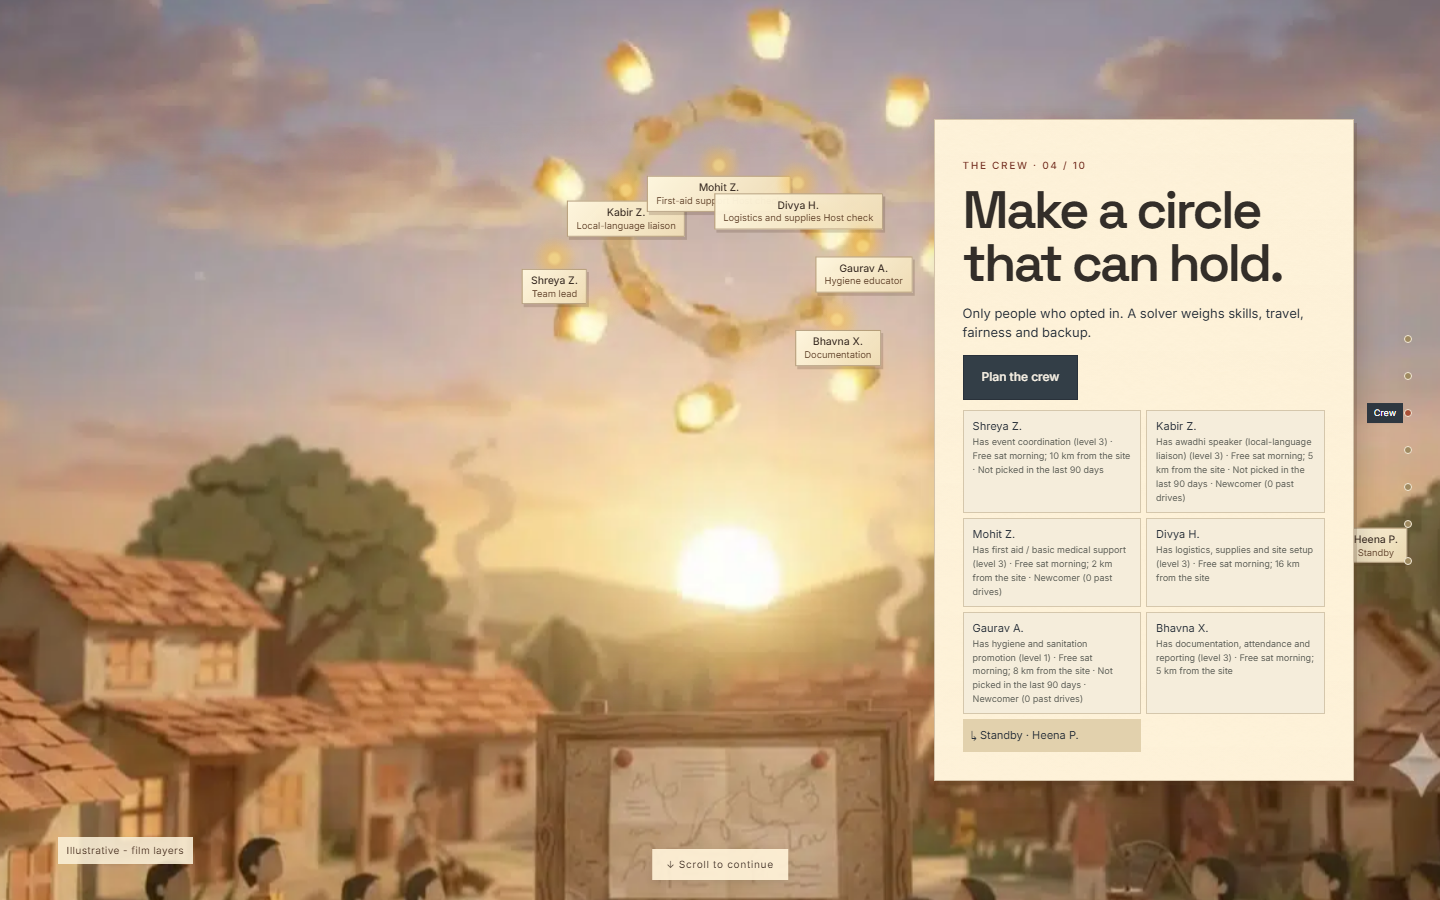 Mohit Z.
First-aid
Kabir Z.
Local-language liaison
Divya H.
Logistics and supplies Host check
Shreya Z.
Team lead
Gaurav A.
Hygiene educator
Bhavna X.
Documentation
THE CREW · 04 / 10
Make a circle
that can hold.
Only people who opted in. A solver weighs skills, travel,
fairness and backup.
Plan the crew
Shreya Z.
Has event coordination (level 3) ·
Free sat morning; 10 km from the site
· Not picked in the last 90 days
Kabir Z.
Has awadhi speaker (local-language
liaison) (level 3) · Free sat morning; 5
km from the site · Not picked in the
last 90 days · Newcomer (0 past
drives)
Mohit Z.
Has first aid / basic medical support
(level 3) · Free sat morning; 2 km
from the site · Newcomer (0 past
drives)
Divya H.
Has logistics, supplies and site setup
(level 3) · Free sat morning; 16 km
from the site
Gaurav A.
Has hygiene and sanitation
promotion (level 1) · Free sat
morning; 8 km from the site · Not
picked in the last 90 days ·
Newcomer (0 past drives)
Bhavna X.
Has documentation, attendance and
reporting (level 3) · Free sat morning;
5 km from the site
↳ Standby · Heena P.
Crew
Heena P.
Standby
Illustrative - film layers
↓ Scroll to continue